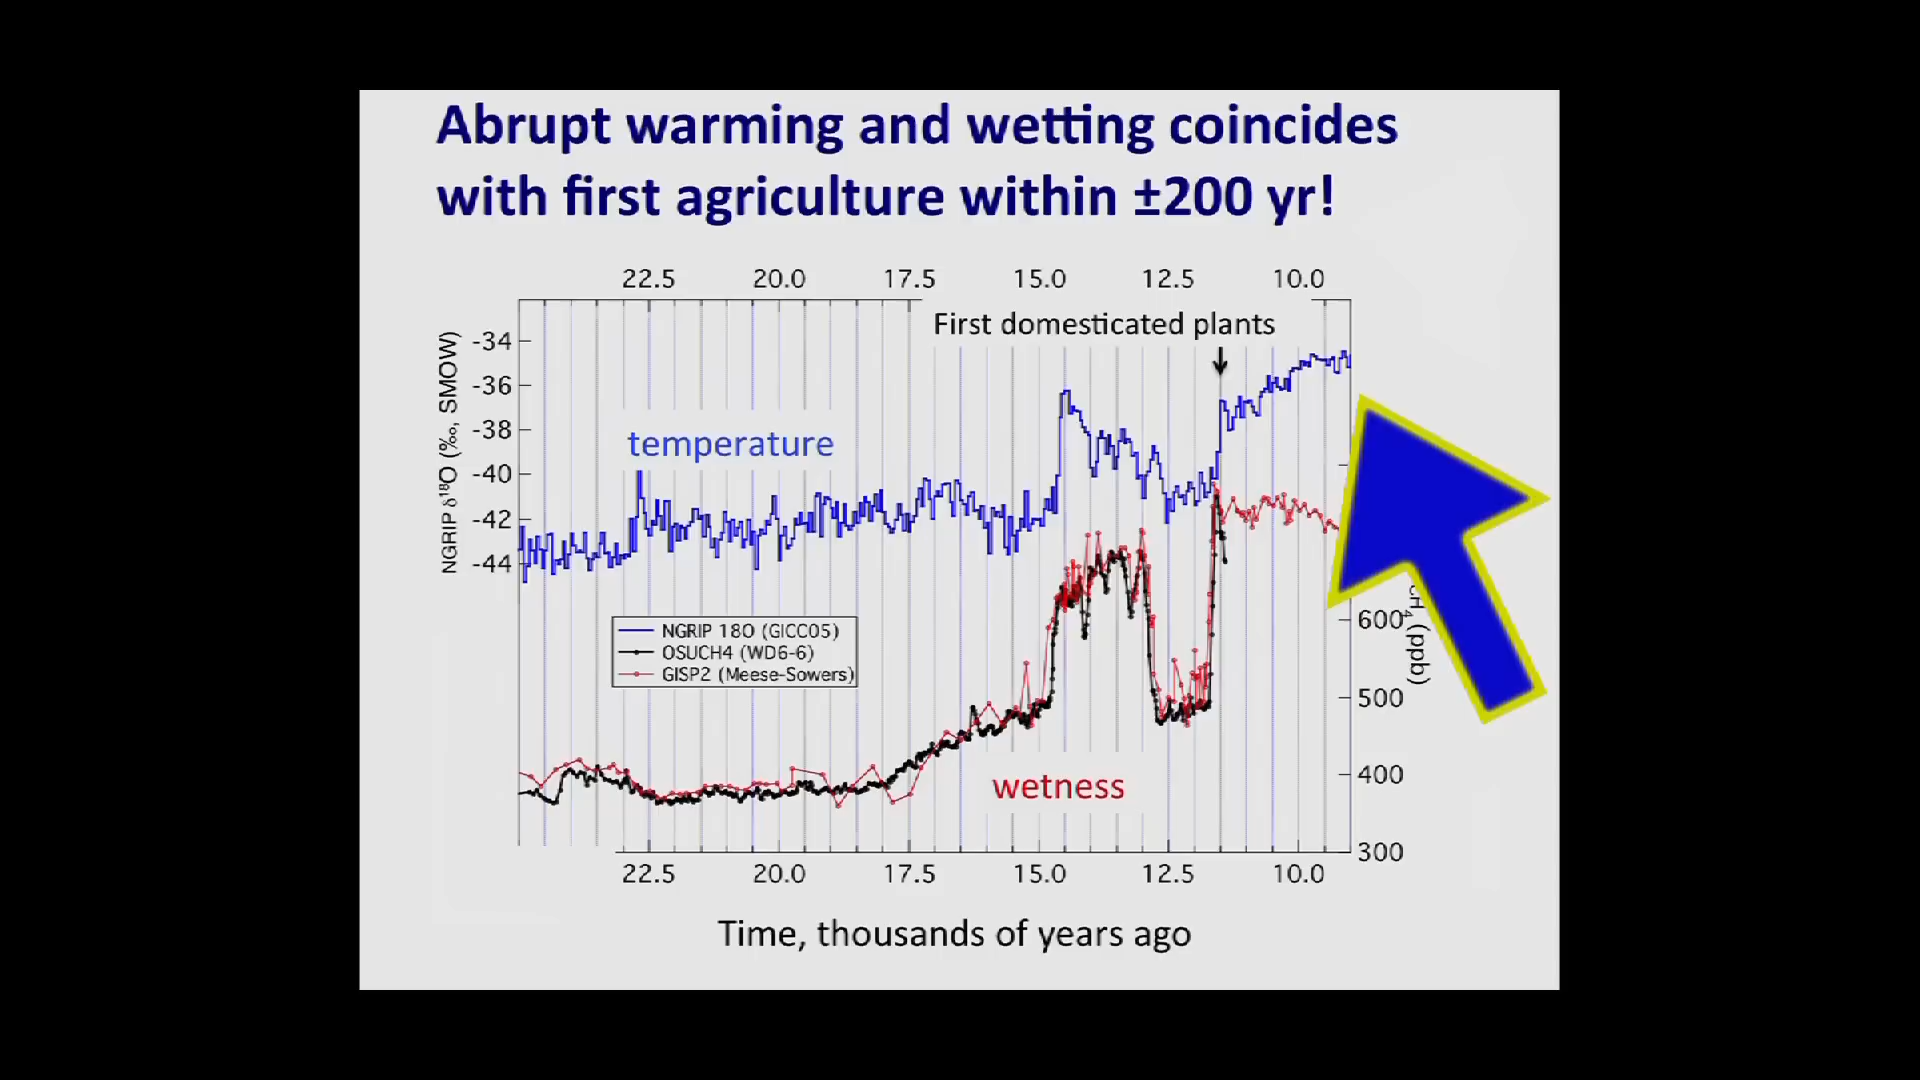 Abrupt warming and wetting coincides
with first agriculture within ±200 yr!
22.5 20.0 17.5 15.0 12.5 10.0
First domesticated plants
NGRIP δ¹⁸O (‰, SMOW)
-34
-36
-38
-40
-42
-44
temperature
NGRIP 18O (GICC05)
OSUCH4 (WD6-6)
GISP2 (Meese-Sowers)
wetness
(ppb)
600
500
400
300
22.5 20.0 17.5 15.0 12.5 10.0
Time, thousands of years ago